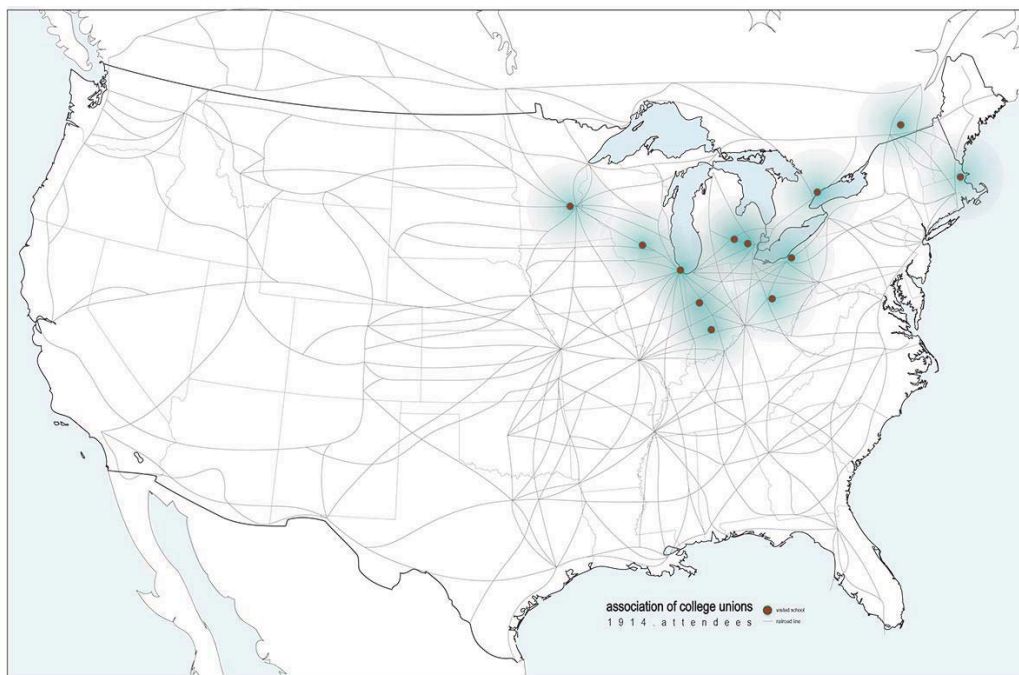 association of college unions
1914.attendees
visited school
railroad line